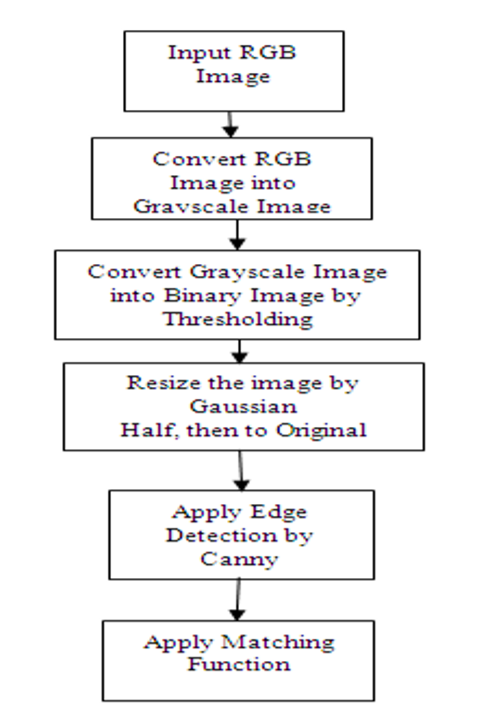 Input RGB
Image
Convert RGB
Image into
Grayscale Image
Convert Grayscale Image
into Binary Image by
Thresholding
Resize the image by
Gaussian
Half, then to Original
Apply Edge
Detection by
Canny
Apply Matching
Function